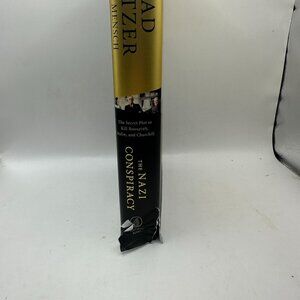 AD
TZER
MENSCH
The Secret Plot to
Kill Roosevelt,
Stalin, and Churchill
THE NAZI
CONSPIRACY